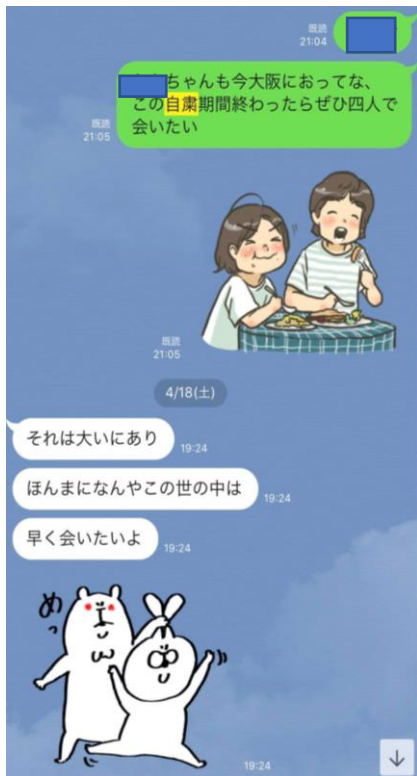 既読
21:04
ちゃんも今大阪におってな、
この自粛期間終わったらぜひ四人で
会いたい
既読
21:05
既読
21:05
4/18(土)
それは大いにあり
19:24
ほんまになんやこの世の中は
19:24
早く会いたいよ
19:24
めっ
19:24